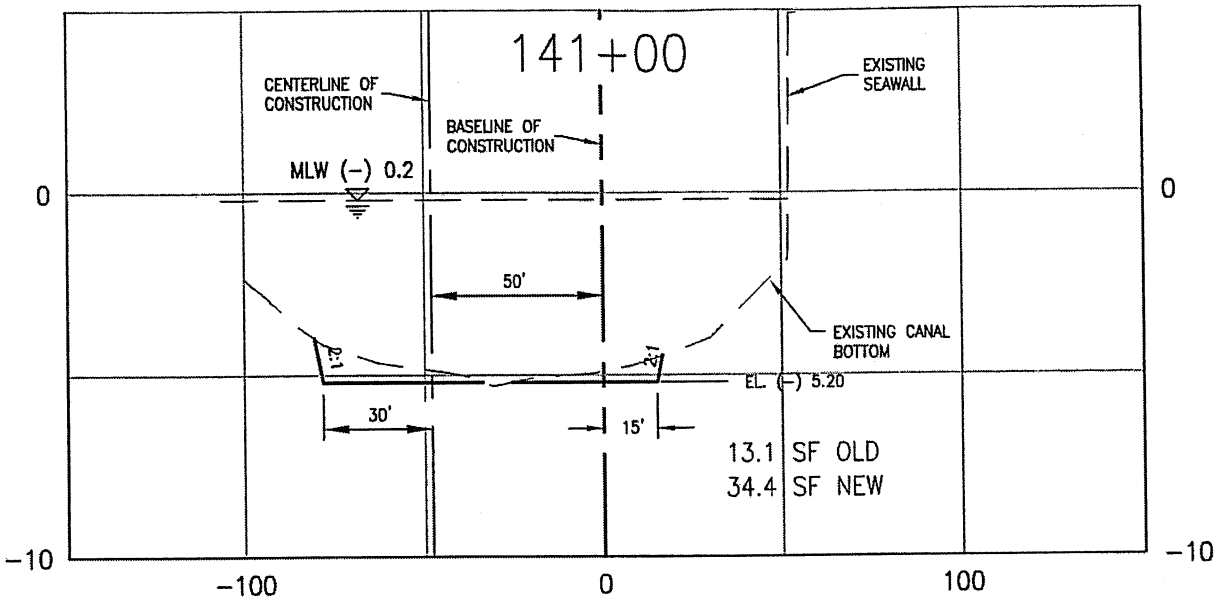 141+00
CENTERLINE OF
CONSTRUCTION
EXISTING
SEAWALL
BASELINE OF
CONSTRUCTION
MLW (-) 0.2
0
0
50'
EXISTING CANAL
BOTTOM
2:1
2:1
EL. (-) 5.20
30'
15'
13.1 SF OLD
34.4 SF NEW
-10
-10
-100
0
100